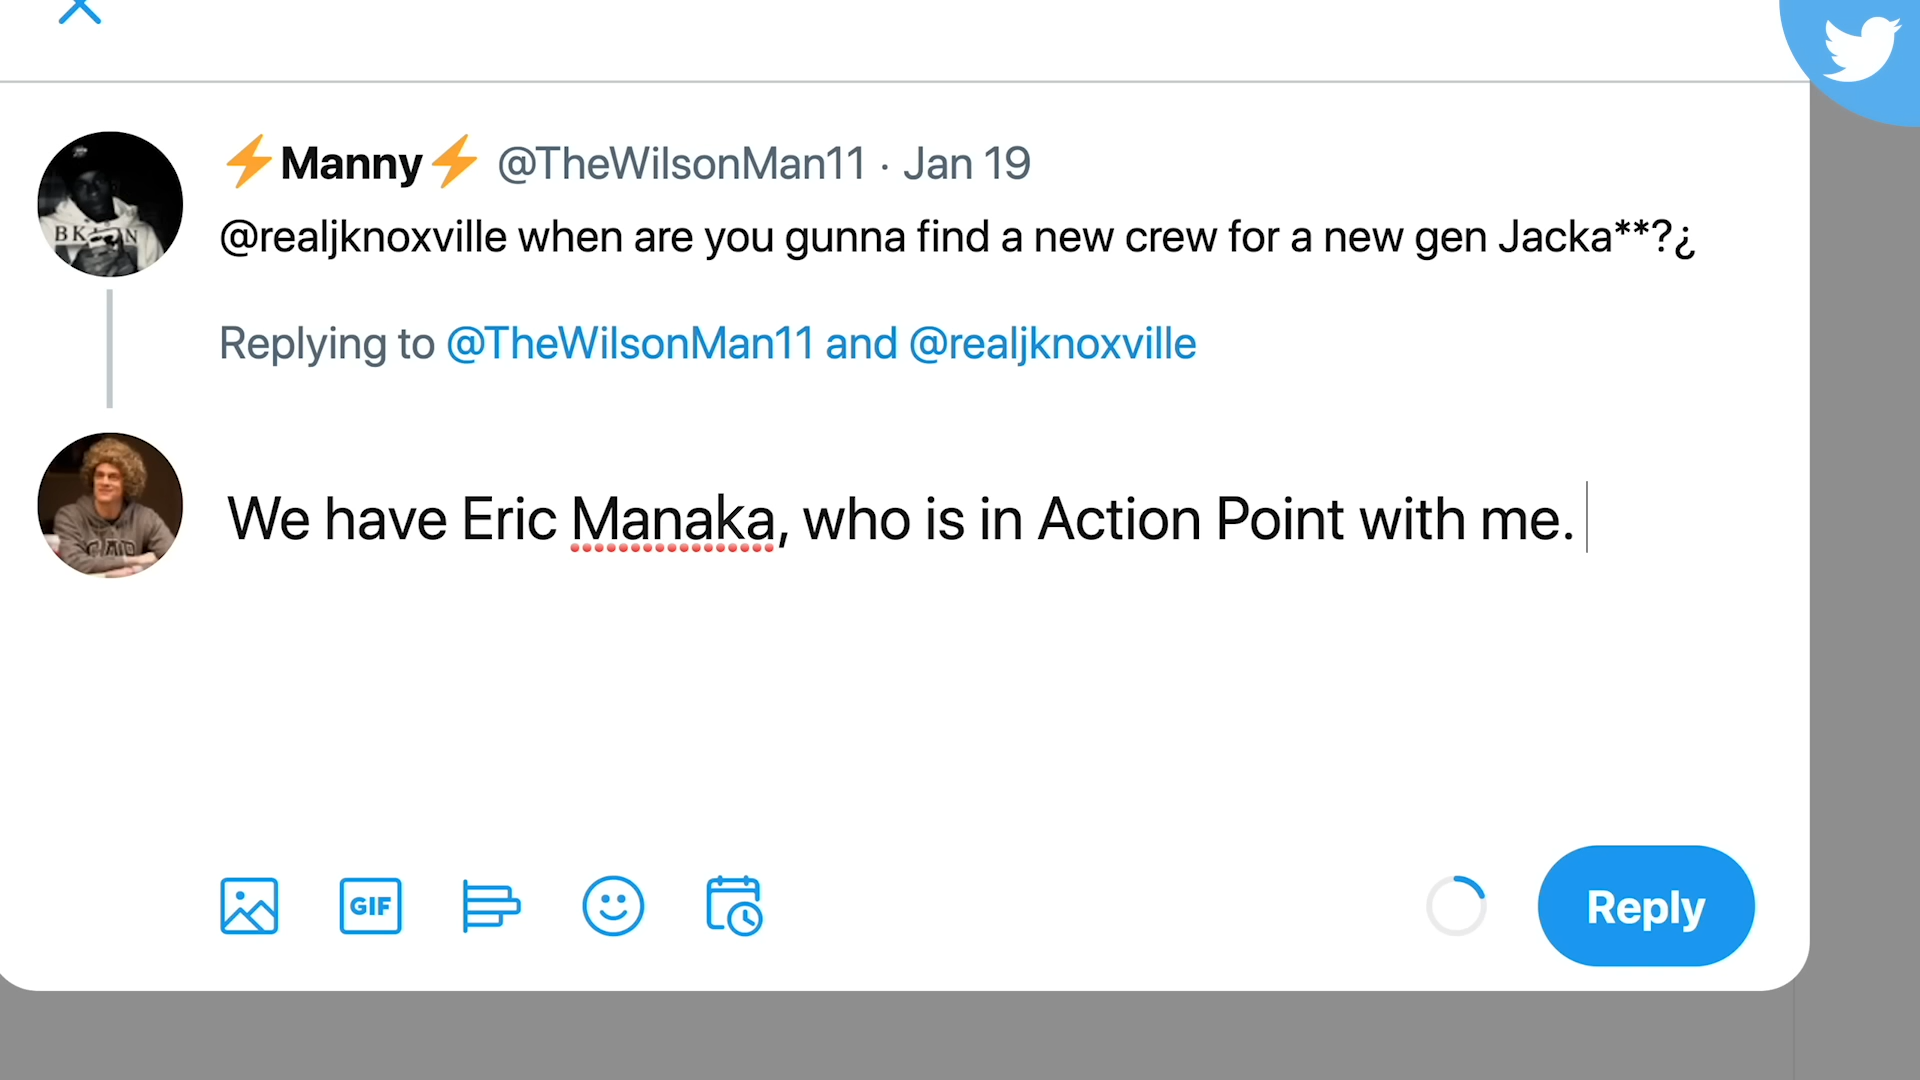 ⚡Manny⚡ @TheWilsonMan11 · Jan 19
@realjknoxville when are you gunna find a new crew for a new gen Jacka**?¿
Replying to @TheWilsonMan11 and @realjknoxville
We have Eric Manaka, who is in Action Point with me.
GIF
Reply